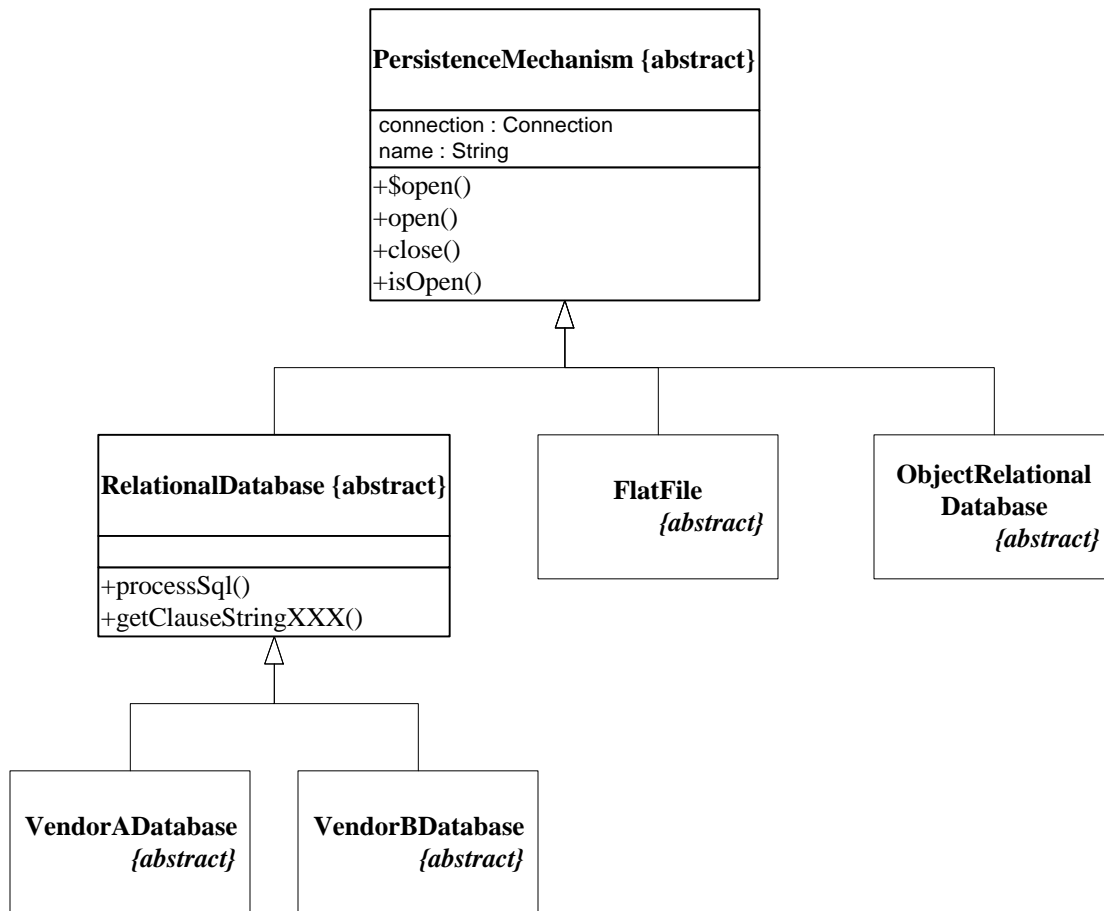 PersistenceMechanism {abstract}
connection : Connection
name : String
+$open()
+open()
+close()
+isOpen()
RelationalDatabase {abstract}
+processSql()
+getClauseStringXXX()
FlatFile
{abstract}
ObjectRelational
Database
{abstract}
VendorADatabase
{abstract}
VendorBDatabase
{abstract}